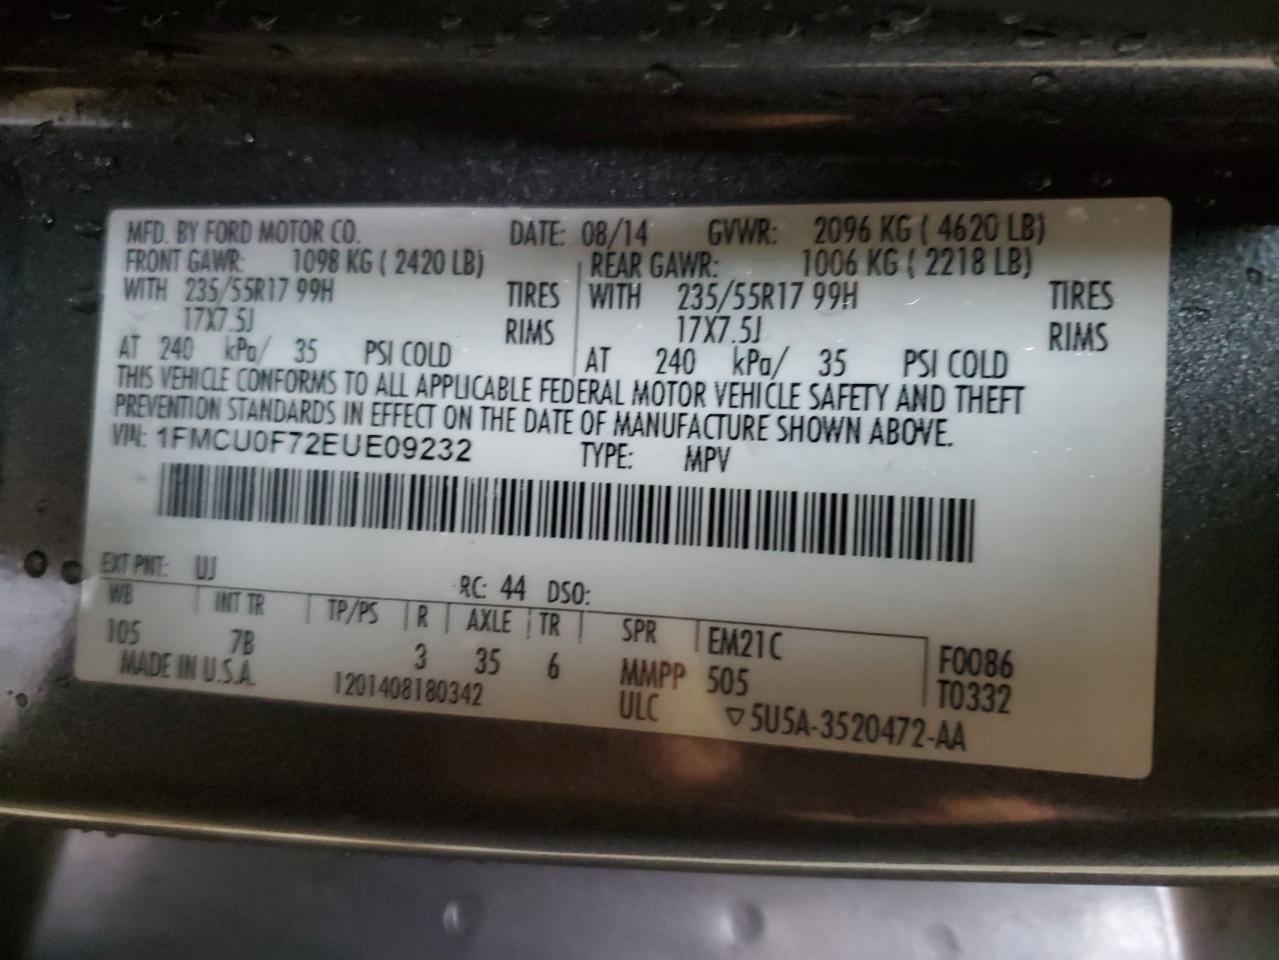 MFD. BY FORD MOTOR CO. DATE: 08/14 GVWR: 2096 KG ( 4620 LB)
FRONT GAWR: 1098 KG ( 2420 LB) REAR GAWR: 1006 KG ( 2218 LB)
WITH 235/55R17 99H TIRES WITH 235/55R17 99H TIRES
17X7.5J RIMS 17X7.5J RIMS
AT 240 kPa/ 35 PSI COLD AT 240 kPa/ 35 PSI COLD
THIS VEHICLE CONFORMS TO ALL APPLICABLE FEDERAL MOTOR VEHICLE SAFETY AND THEFT
PREVENTION STANDARDS IN EFFECT ON THE DATE OF MANUFACTURE SHOWN ABOVE.
VIN: 1FMCU0F72EUE09232 TYPE: MPV
EXT PNT: UJ RC: 44 DSO:
WB INT TR TP/PS R AXLE TR SPR EM21C F0086
105 7B 3 35 6 MMPP 505 T0332
MADE IN U.S.A. 1201408180342 ULC ▽5U5A-3520472-AA